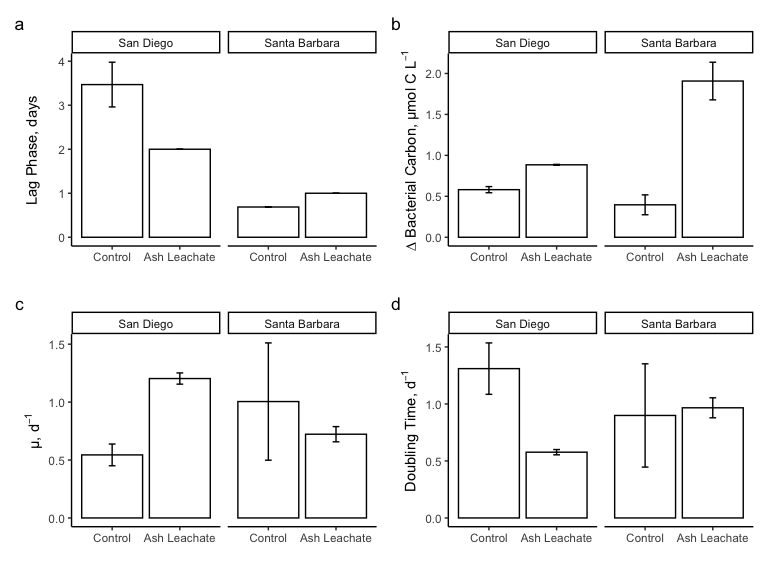 a
San Diego
Santa Barbara
Lag Phase, days
4
3
2
1
0
Control
Ash Leachate
Control
Ash Leachate
b
San Diego
Santa Barbara
Δ Bacterial Carbon, μmol C L⁻¹
2.0
1.5
1.0
0.5
0.0
Control
Ash Leachate
Control
Ash Leachate
c
San Diego
Santa Barbara
μ, d⁻¹
1.5
1.0
0.5
0.0
Control
Ash Leachate
Control
Ash Leachate
d
San Diego
Santa Barbara
Doubling Time, d⁻¹
1.5
1.0
0.5
0.0
Control
Ash Leachate
Control
Ash Leachate